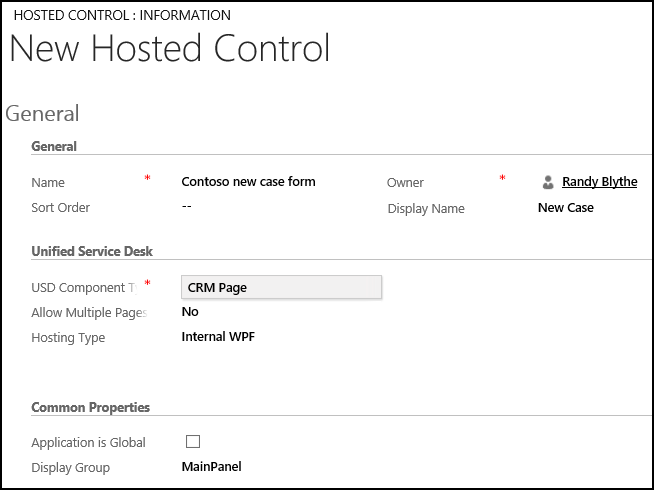 HOSTED CONTROL : INFORMATION
New Hosted Control
General
General
Name * Contoso new case form Owner * Randy Blythe
Sort Order -- Display Name New Case
Unified Service Desk
USD Component T * CRM Page
Allow Multiple Pages No
Hosting Type Internal WPF
Common Properties
Application is Global
Display Group MainPanel